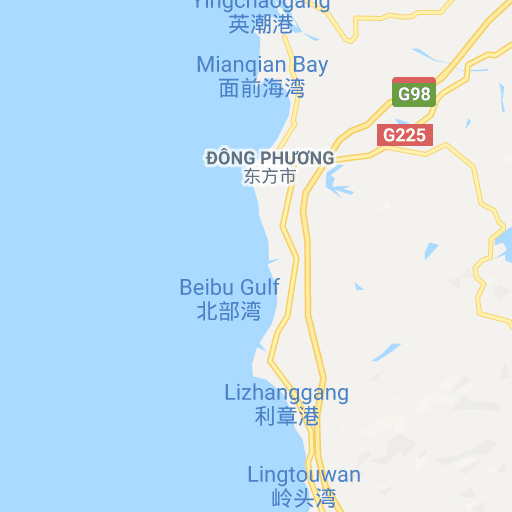 Yingchaogang
英潮港
Mianqian Bay
面前海湾
G98
G225
ĐÔNG PHƯƠNG
东方市
Beibu Gulf
北部湾
Lizhanggang
利章港
Lingtouwan
岭头湾